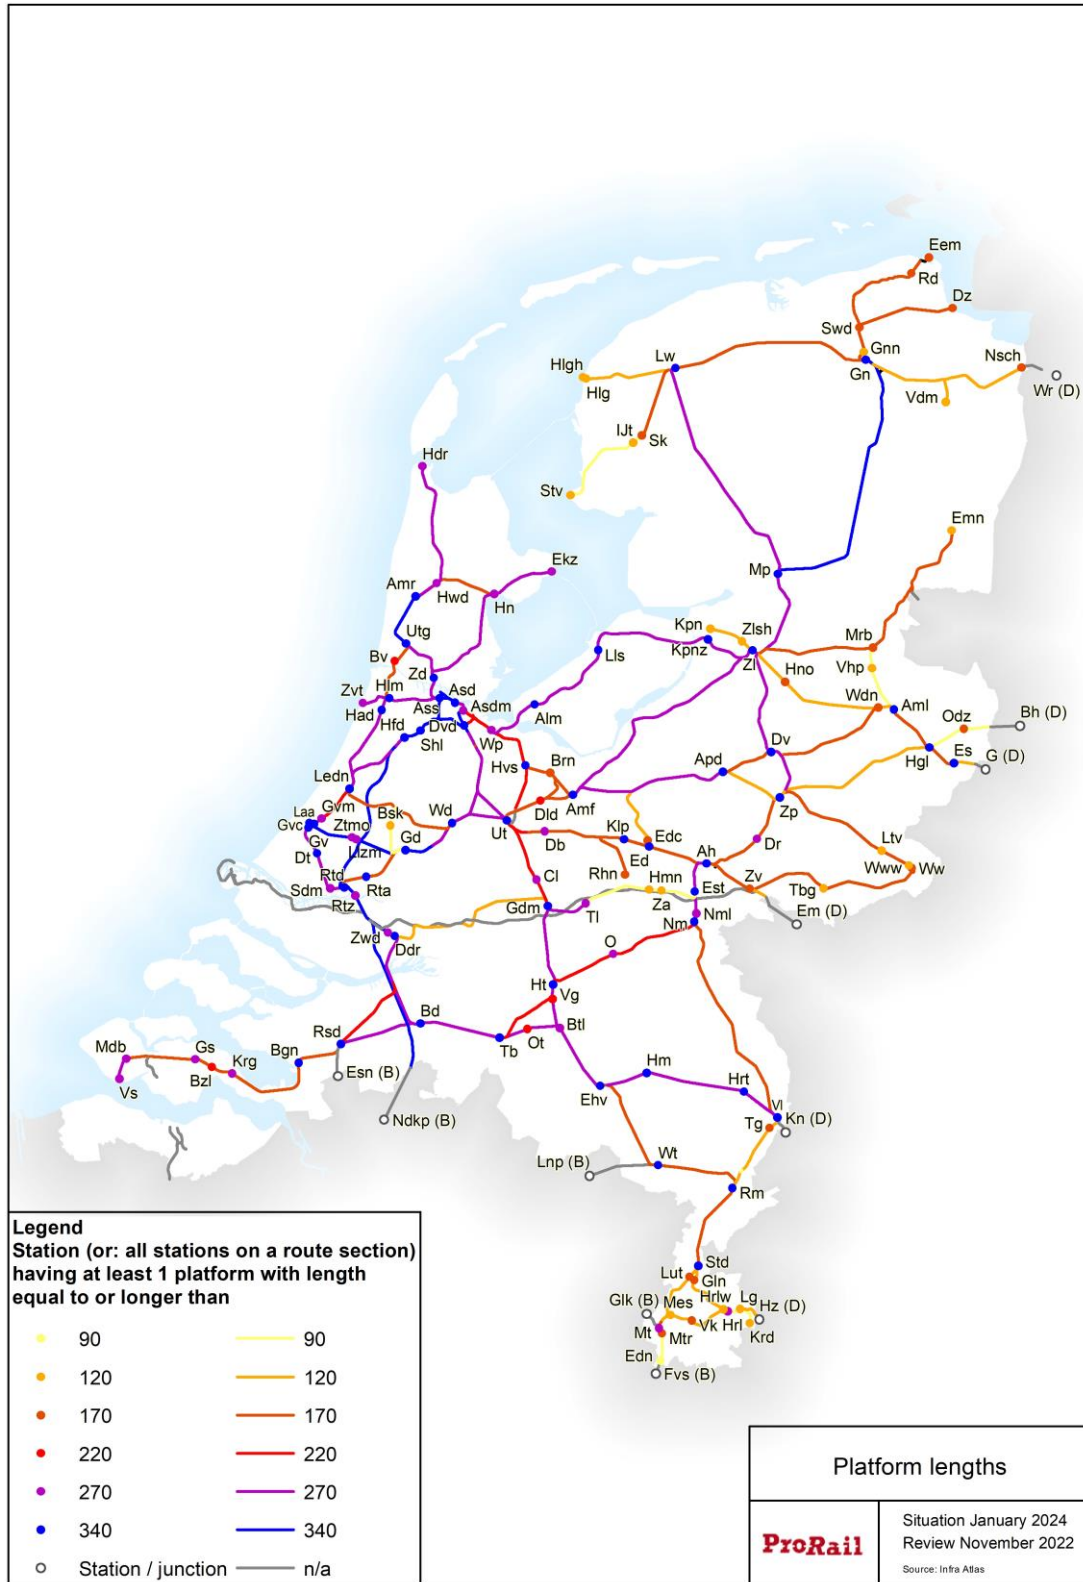 Eem
Rd
Dz
Swd
Gnn
Lw
Gn
Nsch
Hlgh
Hlg
Wr (D)
Vdm
IJt
Sk
Hdr
Stv
Emn
Ekz
Mp
Amr
Hwd
Hn
Kpn
Zlsh
Utg
Mrb
Kpnz
Zl
Lls
Bv
Vhp
Zd
Hno
Hlm
Asd
Wdn
Zvt
Ass
Asdm
Aml
Had
Alm
Odz
Bh (D)
Hfd
Dvd
Shl
Wp
Dv
Hvs
Brn
Apd
Hgl
Es
G (D)
Ledn
Amf
Gvm
Bsk
Wd
Dld
Zp
Laa
Gvc
Ztmo
Gd
Ut
Klp
Edc
Gv
Llzm
Db
Ltv
Dt
Ah
Dr
Www
Ww
Rtd
Rta
Ed
Rhn
Hmn
Cl
Sdm
Est
Zv
Tbg
Rtz
Gdm
Tl
Za
Nml
Em (D)
Zwd
Nm
Ddr
O
Ht
Vg
Rsd
Bd
Btl
Tb
Ot
Mdb
Gs
Bgn
Krg
Hm
Bzl
Hrt
Vs
Esn (B)
Ehv
Vl
Ndkp (B)
Tg
Kn (D)
Lnp (B)
Wt
Rm
Std
Lut
Gln
Glk (B)
Mes
Hrlw
Lg
Hz (D)
Mt
Vk
Hrl
Krd
Mtr
Edn
Fvs (B)
Legend
Station (or: all stations on a route section)
having at least 1 platform with length
equal to or longer than
90 90
120 120
170 170
220 220
270 270
340 340
Station / junction n/a
Platform lengths
ProRail
Situation January 2024
Review November 2022
Source: Infra Atlas